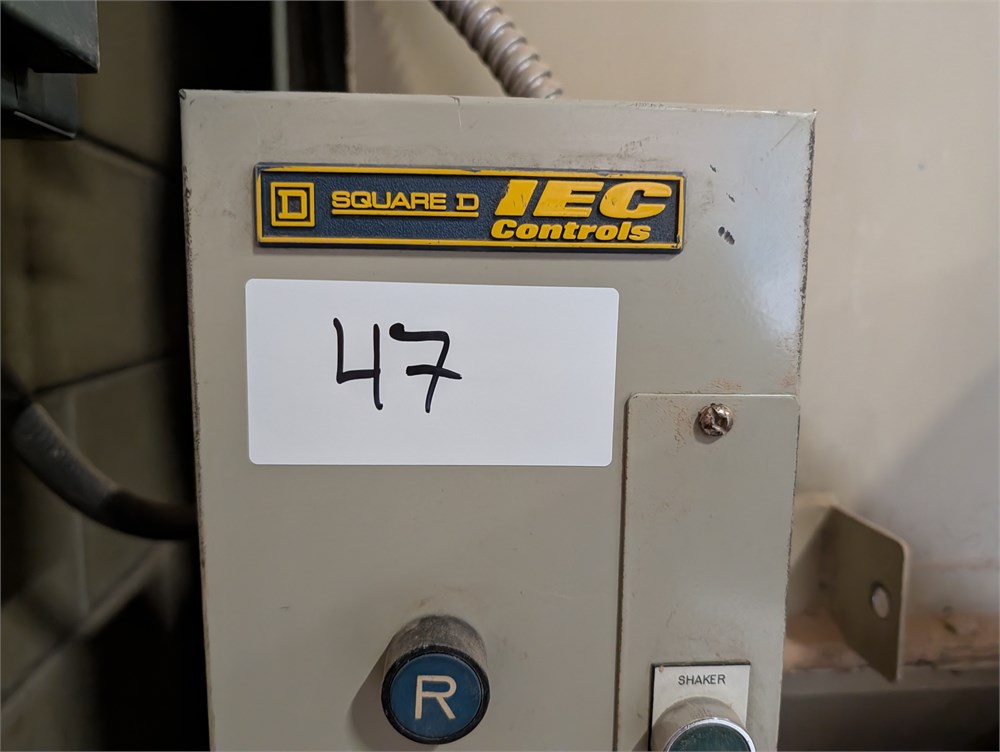 D SQUARE D IEC
Controls
47
R
SHAKER